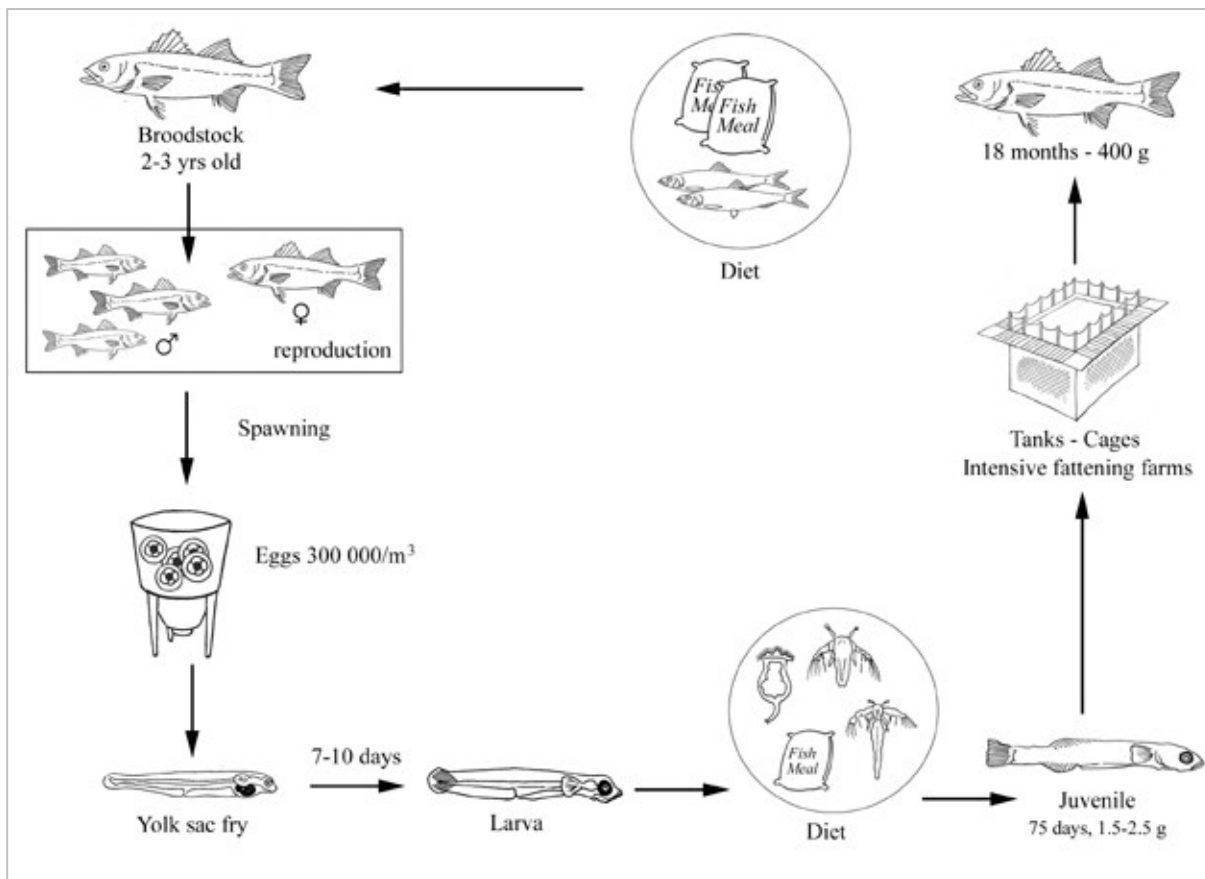 Broodstock
2-3 yrs old
Fish
Me
Fish
Meal
Diet
18 months - 400 g
♂
♀
reproduction
Spawning
Tanks - Cages
Intensive fattening farms
Eggs 300 000/m³
7-10 days
Yolk sac fry
Larva
Fish
Meal
Diet
Juvenile
75 days, 1.5-2.5 g